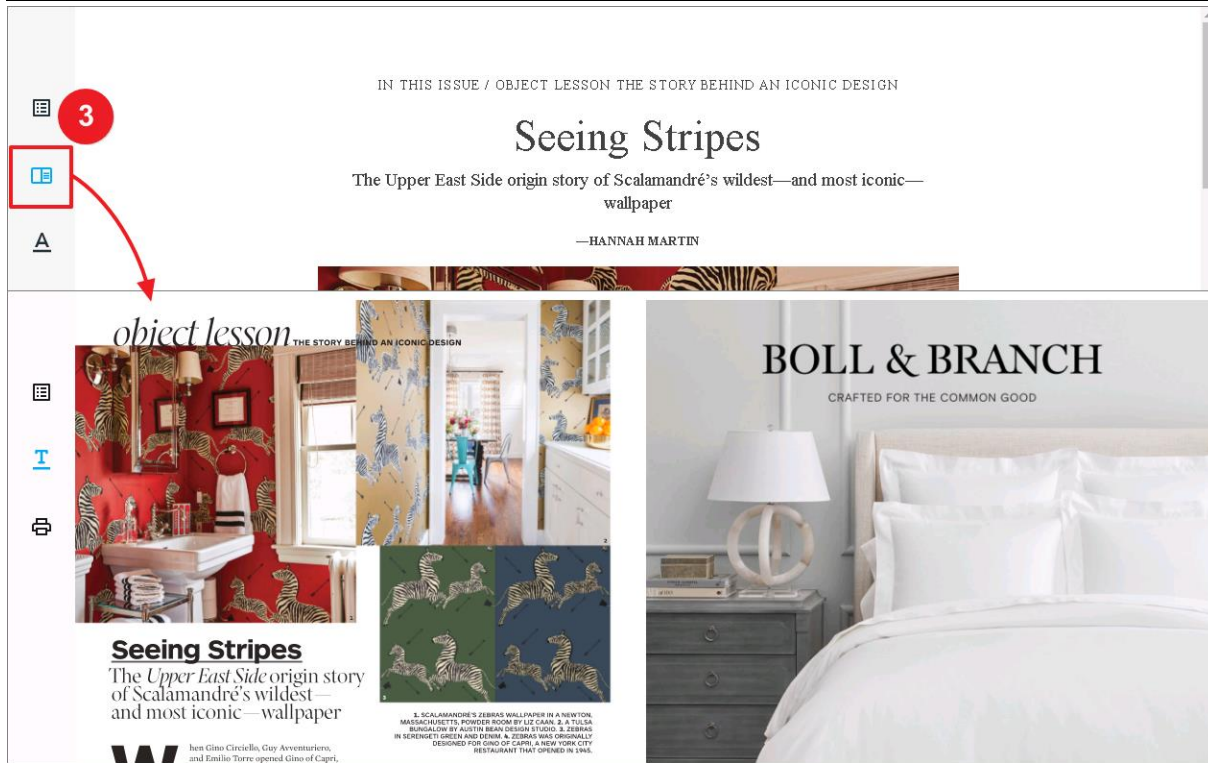 3
IN THIS ISSUE / OBJECT LESSON THE STORY BEHIND AN ICONIC DESIGN
Seeing Stripes
The Upper East Side origin story of Scalamandré’s wildest—and most iconic—
wallpaper
—HANNAH MARTIN
A
T
object lesson THE STORY BEHIND AN ICONIC DESIGN
1
2
3
Seeing Stripes
The Upper East Side origin story
of Scalamandré’s wildest—
and most iconic—wallpaper
1. SCALAMANDRÉ’S ZEBRAS WALLPAPER IN A NEWTON,
MASSACHUSETTS, POWDER ROOM BY LIZ CAAN. 2. A TULSA
BUNGALOW BY AUSTIN BEAN DESIGN STUDIO. 3. ZEBRAS
IN SERENGETI GREEN AND DENIM. 4. ZEBRAS WAS ORIGINALLY
DESIGNED FOR GINO OF CAPRI, A NEW YORK CITY
RESTAURANT THAT OPENED IN 1945.
W hen Gino Circiello, Guy Avventuriero,
and Emilio Torre opened Gino of Capri,
BOLL & BRANCH
CRAFTED FOR THE COMMON GOOD